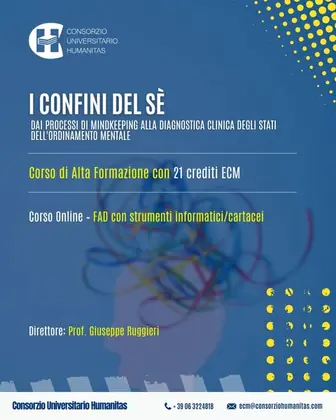 CONSORZIO
UNIVERSITARIO
HUMANITAS
I CONFINI DEL SÈ
DAI PROCESSI DI MINDKEEPING ALLA DIAGNOSTICA CLINICA DEGLI STATI
DELL'ORDINAMENTO MENTALE
Corso di Alta Formazione con 21 crediti ECM
Corso Online - FAD con strumenti informatici/cartacei
Direttore: Prof. Giuseppe Ruggieri
Consorzio Universitario Humanitas + 39 06 3224818 ecm@consorziohumanitas.com